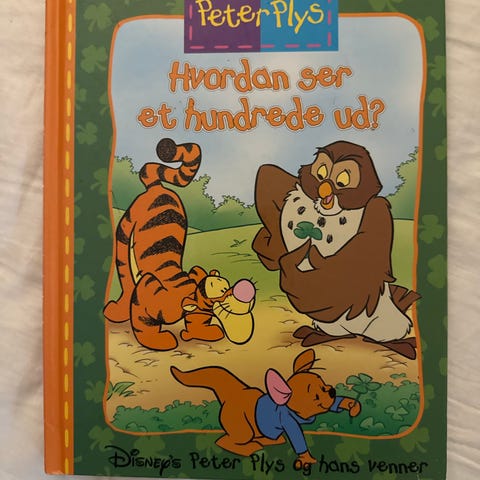 Peter Plys
Hvordan ser
et hundrede ud?
Disney's Peter Plys og hans venner